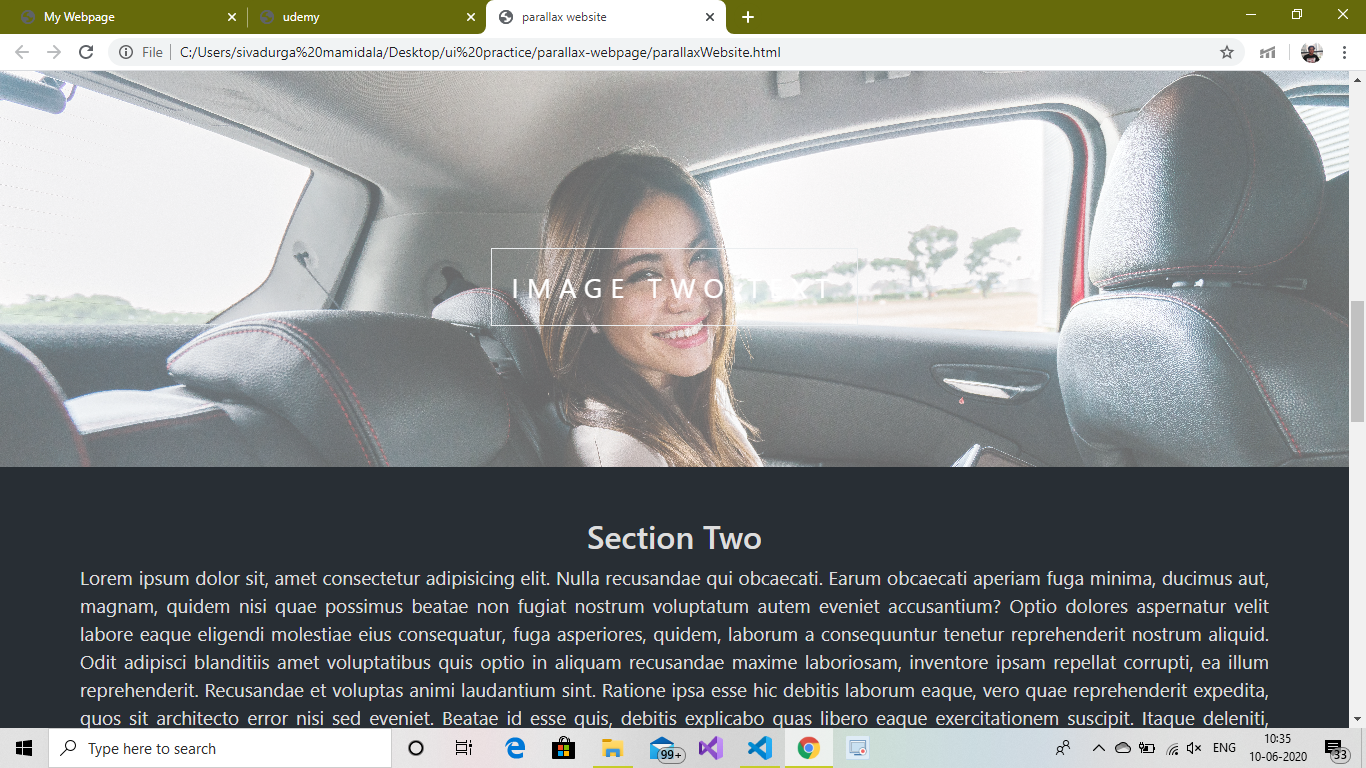 My Webpage
udemy
parallax website
File
C:/Users/sivadurga%20mamidala/Desktop/ui%20practice/parallax-webpage/parallaxWebsite.html
IMAGE TWO TEXT
Section Two
Lorem ipsum dolor sit, amet consectetur adipisicing elit. Nulla recusandae qui obcaecati. Earum obcaecati aperiam fuga minima, ducimus aut,
magnam, quidem nisi quae possimus beatae non fugiat nostrum voluptatum autem eveniet accusantium? Optio dolores aspernatur velit
labore eaque eligendi molestiae eius consequatur, fuga asperiores, quidem, laborum a consequuntur tenetur reprehenderit nostrum aliquid.
Odit adipisci blanditiis amet voluptatibus quis optio in aliquam recusandae maxime laboriosam, inventore ipsam repellat corrupti, ea illum
reprehenderit. Recusandae et voluptas animi laudantium sint. Ratione ipsa esse hic debitis laborum eaque, vero quae reprehenderit expedita,
quos sit architecto error nisi sed eveniet. Beatae id esse quis, debitis explicabo quas libero eaque exercitationem suscipit. Itaque deleniti,
Type here to search
99+
ENG
10:35
10-06-2020
33